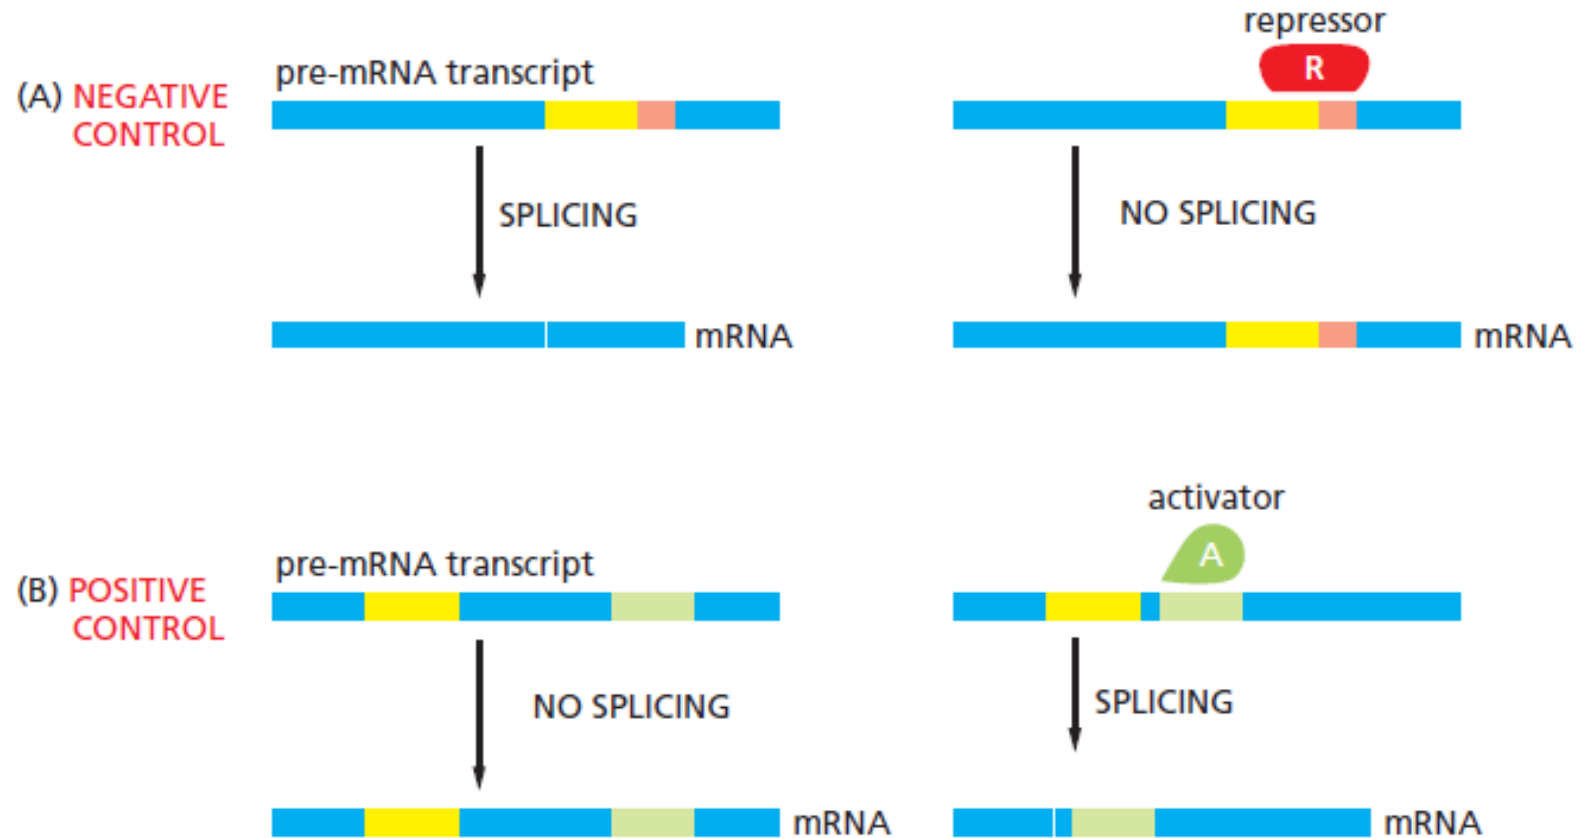 repressor
R
(A) NEGATIVE
CONTROL
pre-mRNA transcript
SPLICING
NO SPLICING
mRNA
mRNA
activator
A
(B) POSITIVE
CONTROL
pre-mRNA transcript
NO SPLICING
SPLICING
mRNA
mRNA